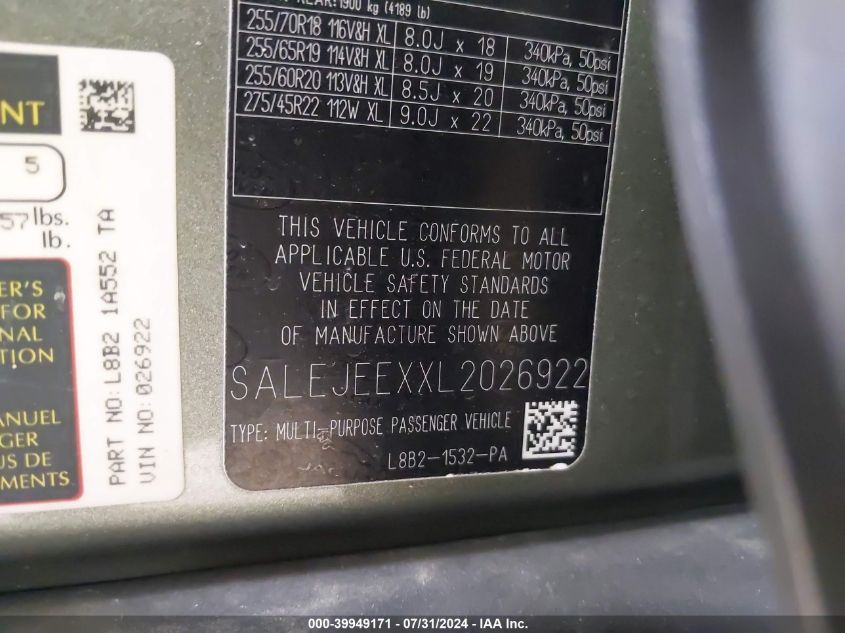 REAR:1900 kg (4189 lb)
255/70R18 116V&H XL 8.0J x 18 340kPa, 50psi
255/65R19 114V&H XL 8.0J x 19 340kPa, 50psi
255/60R20 113V&H XL 8.5J x 20 340kPa, 50psi
275/45R22 112W XL 9.0J x 22 340kPa, 50psi
THIS VEHICLE CONFORMS TO ALL
APPLICABLE U.S. FEDERAL MOTOR
VEHICLE SAFETY STANDARDS
IN EFFECT ON THE DATE
OF MANUFACTURE SHOWN ABOVE
SALEJEEXXL2026922
TYPE: MULTI-PURPOSE PASSENGER VEHICLE
L8B2-1532-PA
NT
5
57 lbs.
lb.
ER'S
FOR
NAL
TION
ANUEL
GER
US DE
MENTS
PART NO:L8B2 1A552 TA
VIN NO:026922
000-39949171 - 07/31/2024 - IAA Inc.